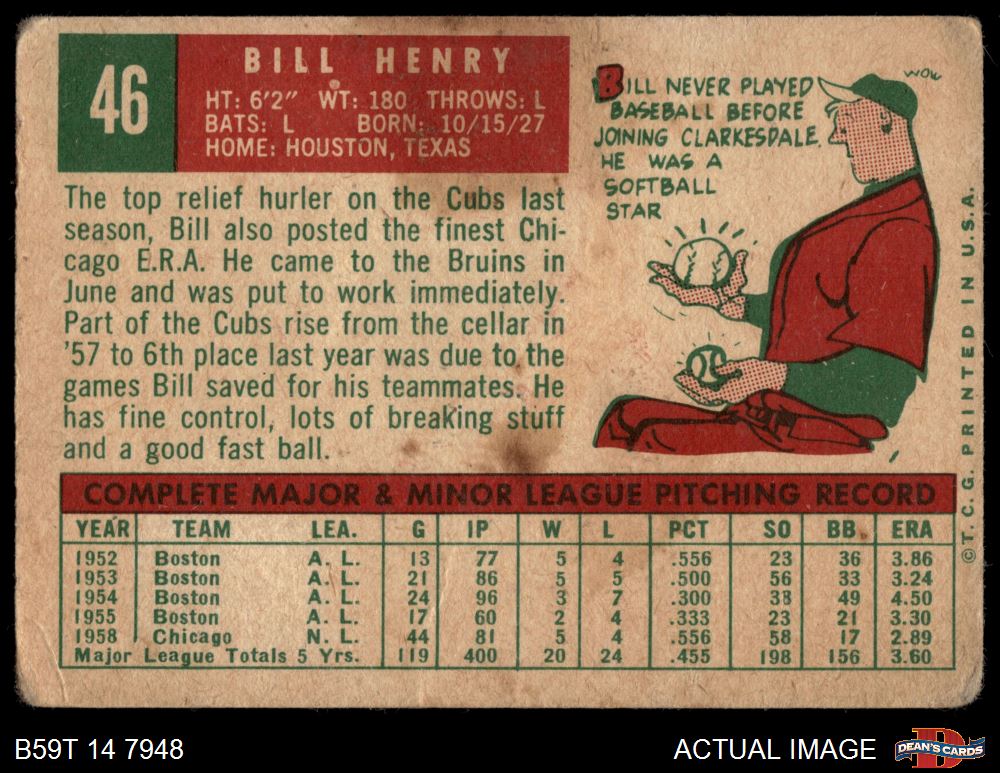 46
BILL HENRY
HT: 6'2" WT: 180 THROWS: L
BATS: L BORN: 10/15/27
HOME: HOUSTON, TEXAS
The top relief hurler on the Cubs last
season, Bill also posted the finest Chi-
cago E.R.A. He came to the Bruins in
June and was put to work immediately.
Part of the Cubs rise from the cellar in
'57 to 6th place last year was due to the
games Bill saved for his teammates. He
has fine control, lots of breaking stuff
and a good fast ball.
BILL NEVER PLAYED
BASEBALL BEFORE
JOINING CLARKESDALE.
HE WAS A
SOFTBALL
STAR
WOW
COMPLETE MAJOR & MINOR LEAGUE PITCHING RECORD
YEAR TEAM LEA. G IP W L PCT SO BB ERA
1952 Boston A. L. 13 77 5 4 .556 23 36 3.86
1953 Boston A. L. 21 86 5 5 .500 56 33 3.24
1954 Boston A. L. 24 96 3 7 .300 38 49 4.50
1955 Boston A. L. 17 60 2 4 .333 23 21 3.30
1958 Chicago N. L. 44 81 5 4 .556 58 17 2.89
Major League Totals 5 Yrs. 119 400 20 24 .455 198 156 3.60
© T. C. G. PRINTED IN U.S.A.
B59T 14 7948
ACTUAL IMAGE
DEAN'S CARDS